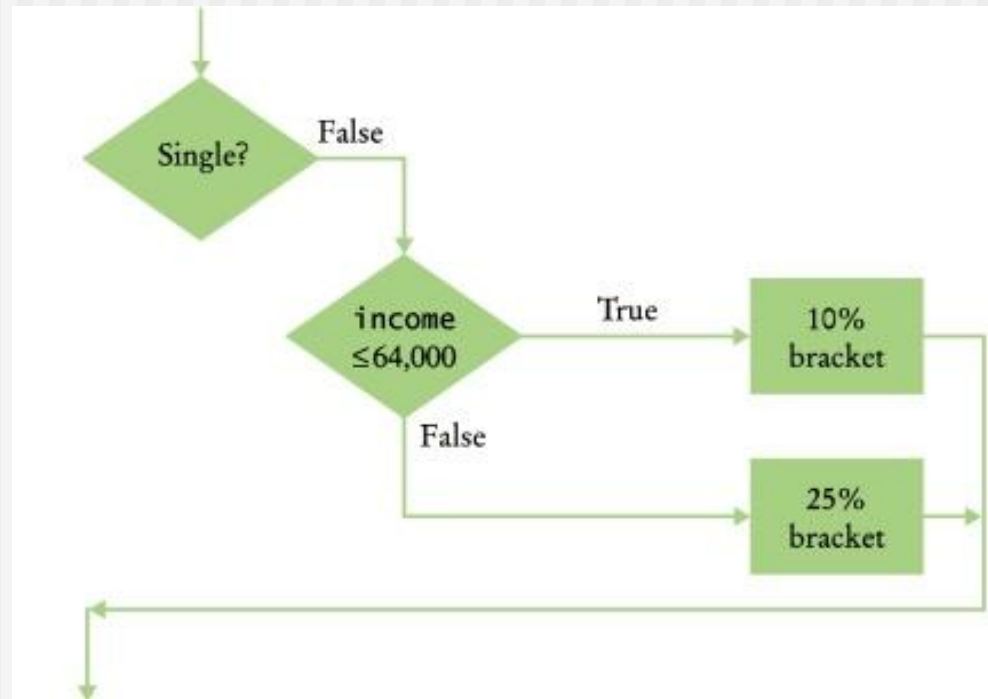 Single?
False
income
≤64,000
True
10%
bracket
False
25%
bracket